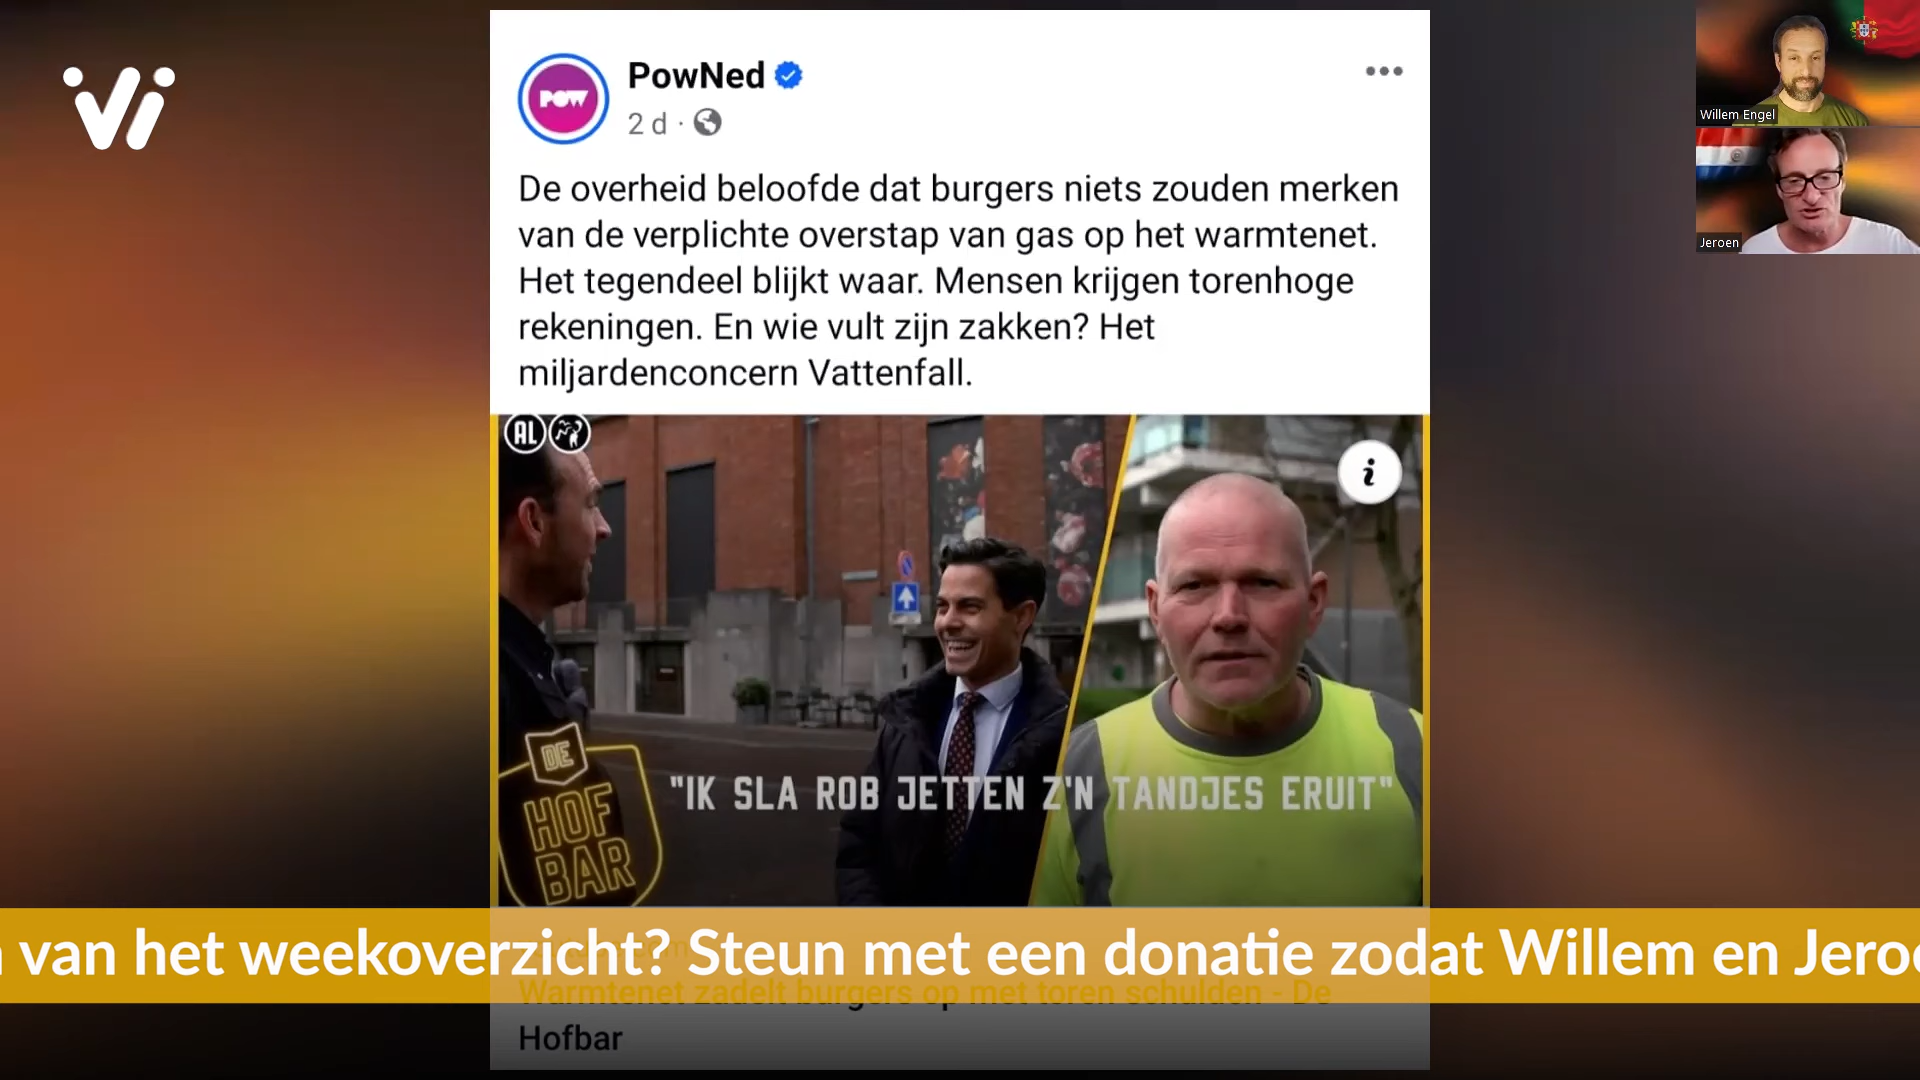 Vi
PowNed
POW
2 d ·
De overheid beloofde dat burgers niets zouden merken
van de verplichte overstap van gas op het warmtenet.
Het tegendeel blijkt waar. Mensen krijgen torenhoge
rekeningen. En wie vult zijn zakken? Het
miljardenconcern Vattenfall.
Willem Engel
Jeroen
AL
i
"IK SLA ROB JETTEN Z'N TANDJES ERUIT"
DE
HOF
BAR
van het weekoverzicht? Steun met een donatie zodat Willem en Jeroe
Warmtenet zadelt burgers op met toren schulden - De
Hofbar